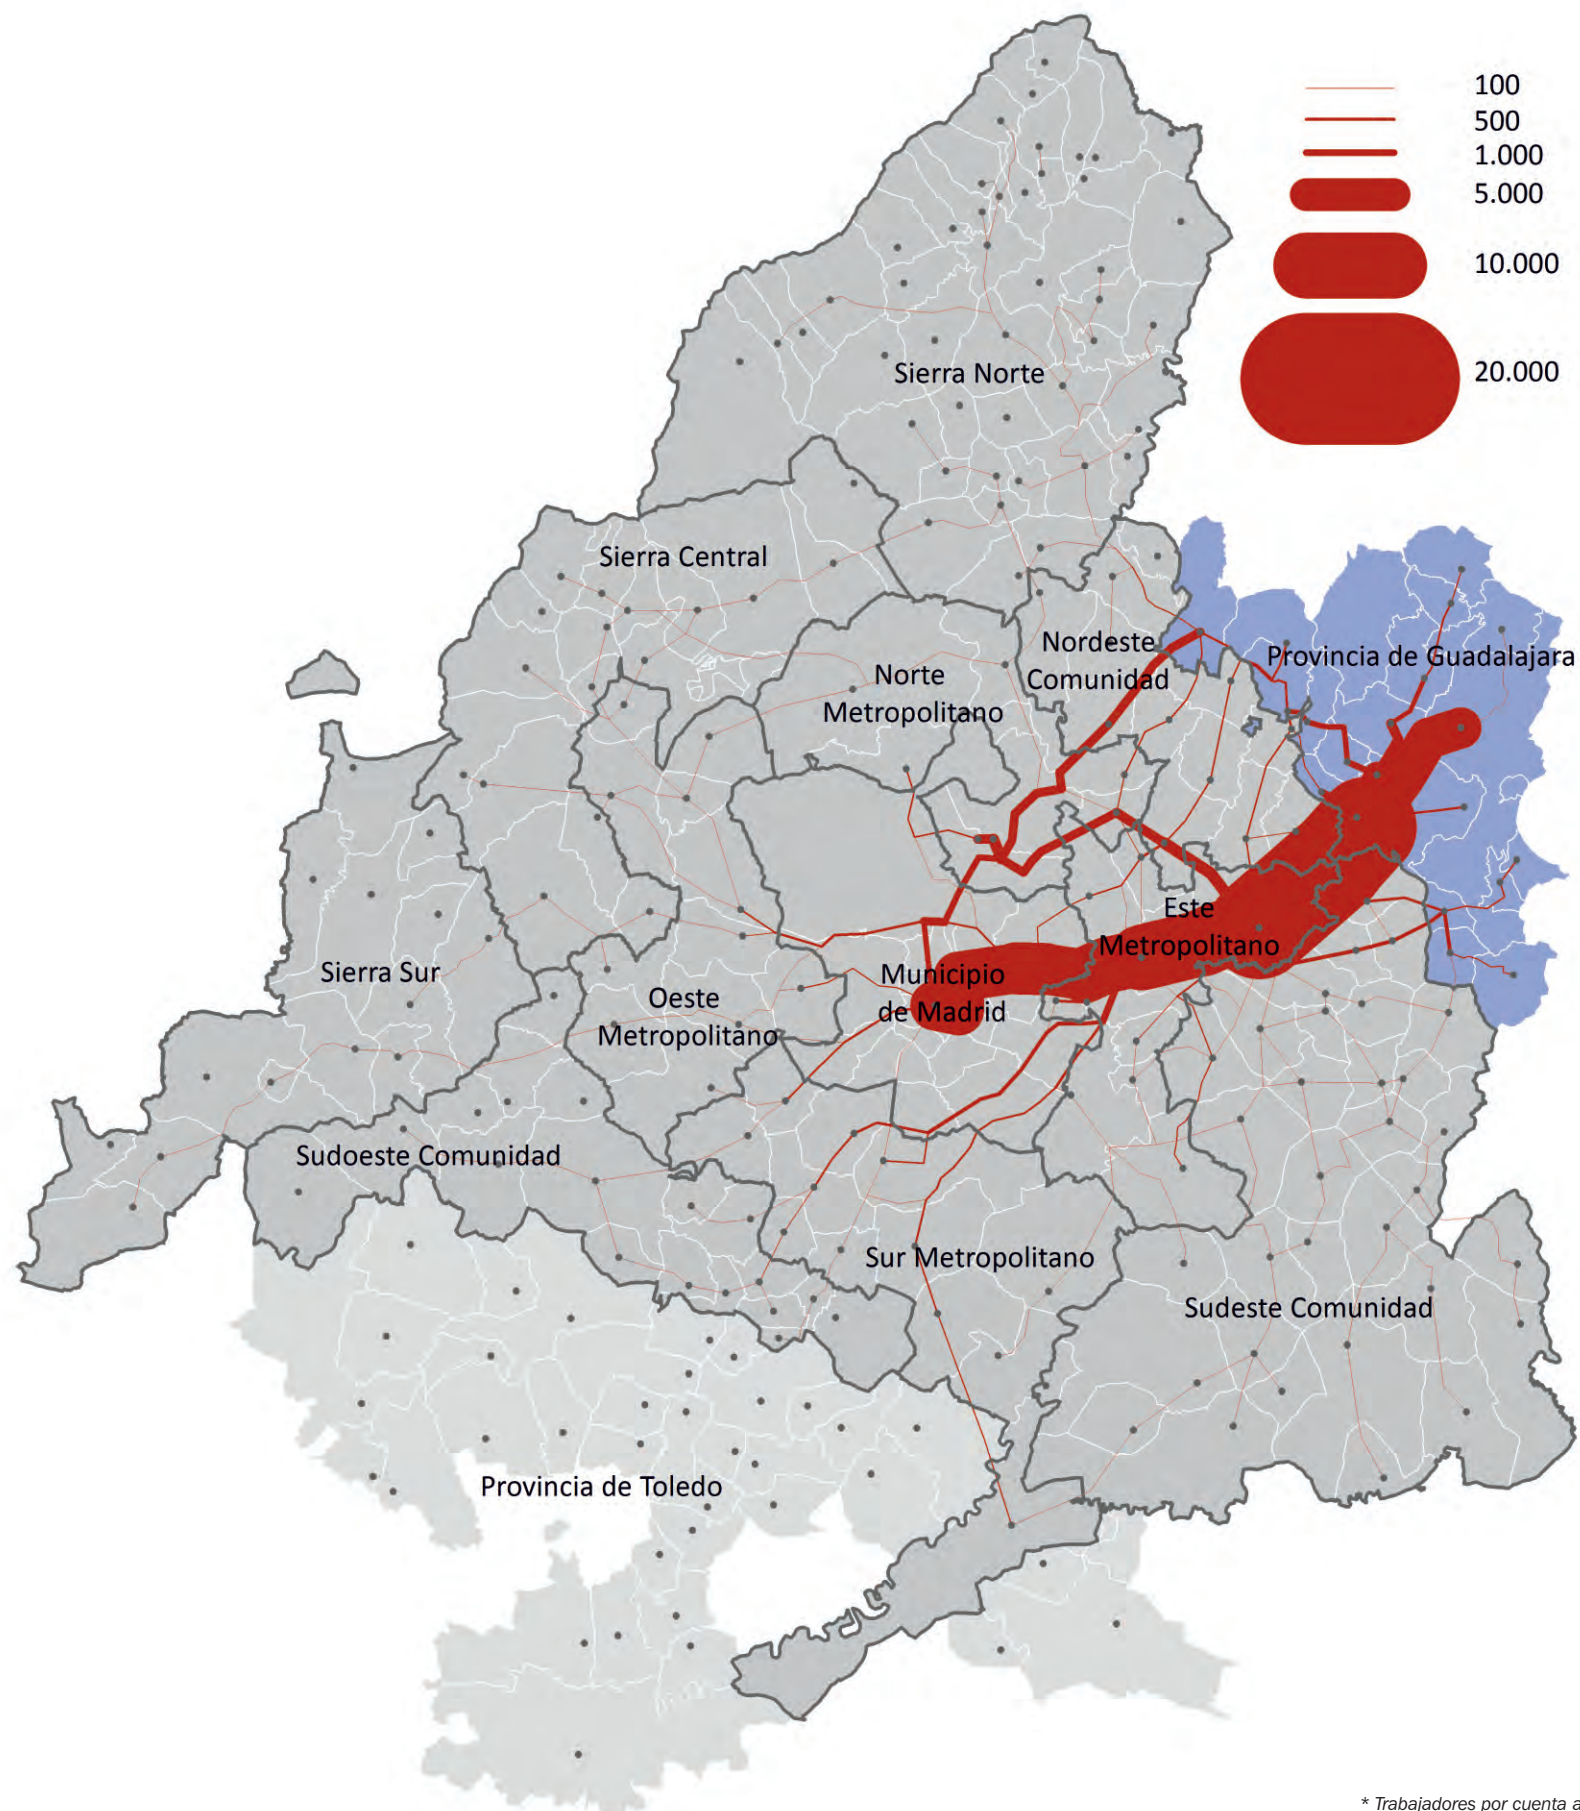 100
500
1.000
5.000
10.000
20.000
Sierra Norte
Sierra Central
Nordeste
Comunidad
Provincia de Guadalajara
Norte
Metropolitano
Este
Metropolitano
Municipio
de Madrid
Sierra Sur
Oeste
Metropolitano
Sudoeste Comunidad
Sur Metropolitano
Sudeste Comunidad
Provincia de Toledo
* Trabajadores por cuenta a